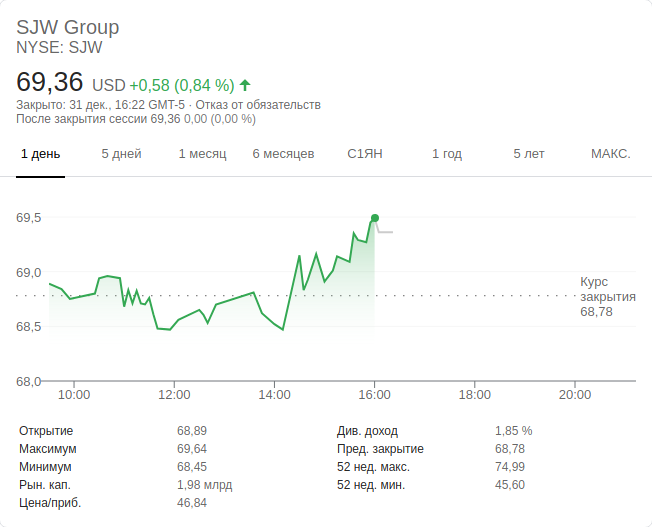 SJW Group
NYSE: SJW
69,36 USD +0,58 (0,84 %)
Закрыто: 31 дек., 16:22 GMT-5 · Отказ от обязательств
После закрытия сессии 69,36 0,00 (0,00 %)
1 день 5 дней 1 месяц 6 месяцев С1ЯН 1 год 5 лет МАКС.
69,5
69,0
Курс
закрытия
68,78
68,5
68,0
10:00 12:00 14:00 16:00 18:00 20:00
Открытие 68,89 Див. доход 1,85 %
Максимум 69,64 Пред. закрытие 68,78
Минимум 68,45 52 нед. макс. 74,99
Рын. кап. 1,98 млрд 52 нед. мин. 45,60
Цена/приб. 46,84